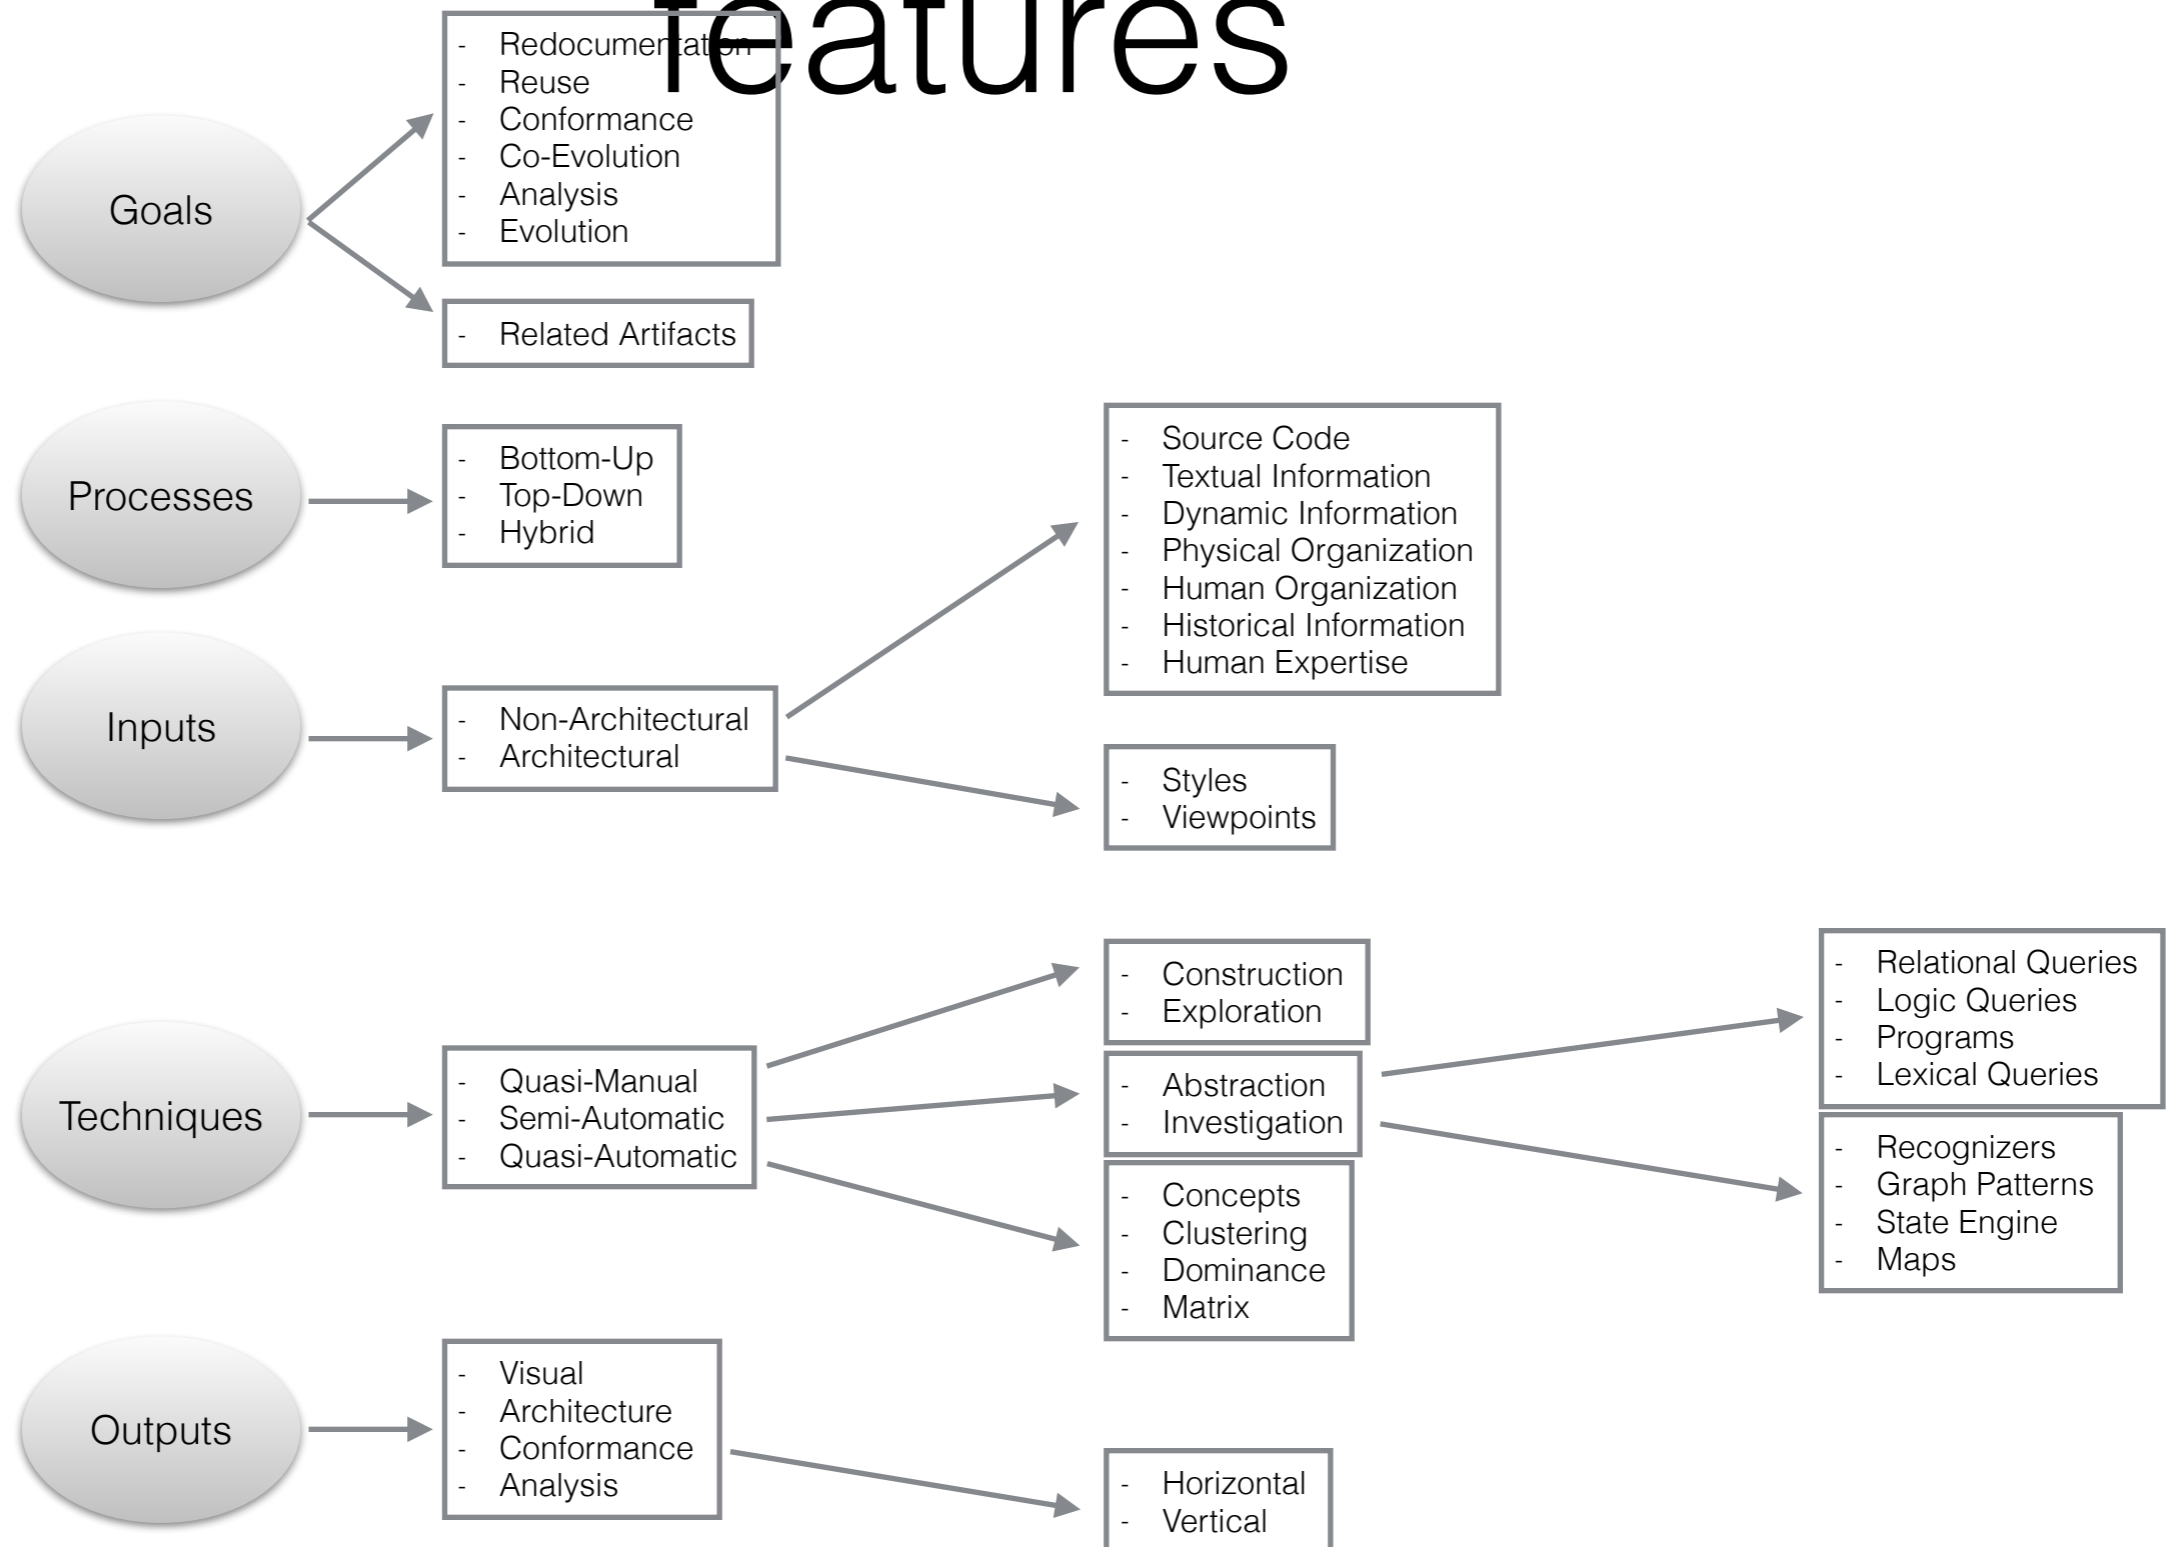 features
Goals
- Redocumentation
- Reuse
- Conformance
- Co-Evolution
- Analysis
- Evolution
- Related Artifacts
Processes
- Bottom-Up
- Top-Down
- Hybrid
Inputs
- Non-Architectural
- Architectural
- Source Code
- Textual Information
- Dynamic Information
- Physical Organization
- Human Organization
- Historical Information
- Human Expertise
- Styles
- Viewpoints
Techniques
- Quasi-Manual
- Semi-Automatic
- Quasi-Automatic
- Construction
- Exploration
- Abstraction
- Investigation
- Concepts
- Clustering
- Dominance
- Matrix
- Relational Queries
- Logic Queries
- Programs
- Lexical Queries
- Recognizers
- Graph Patterns
- State Engine
- Maps
Outputs
- Visual
- Architecture
- Conformance
- Analysis
- Horizontal
- Vertical